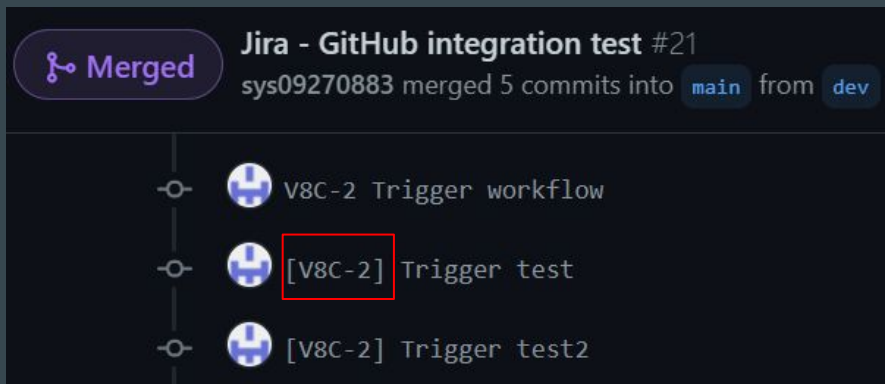 Merged
Jira - GitHub integration test #21
sys09270883 merged 5 commits into main from dev
V8C-2 Trigger workflow
[V8C-2] Trigger test
[V8C-2] Trigger test2